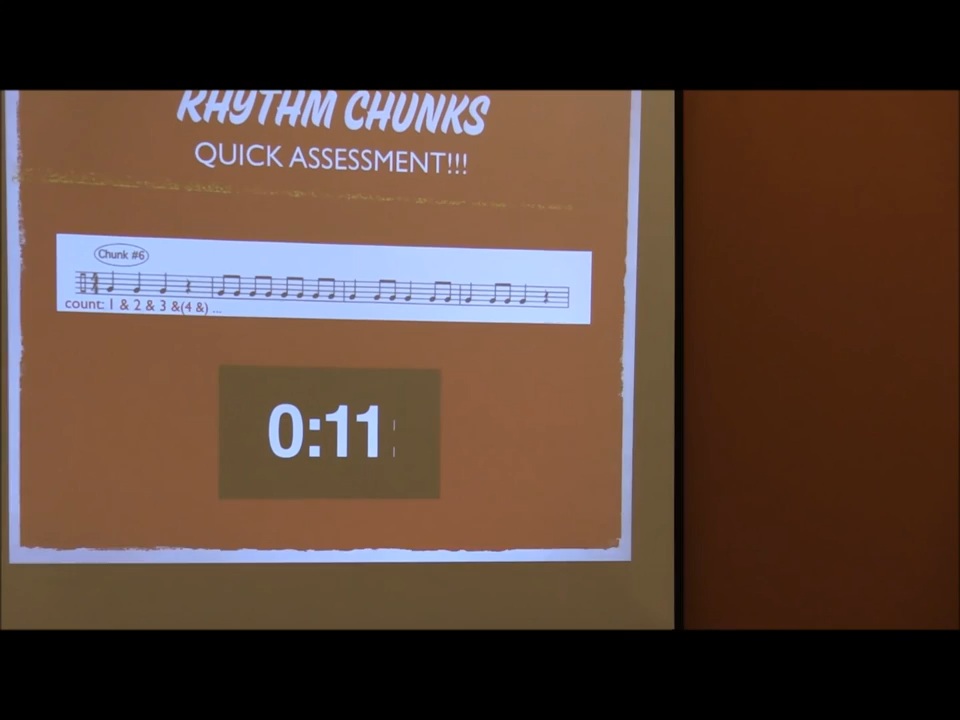 RHYTHM CHUNKS
QUICK ASSESSMENT!!!
Chunk #6
count: 1 & 2 & 3 &(4 &) ...
0:11